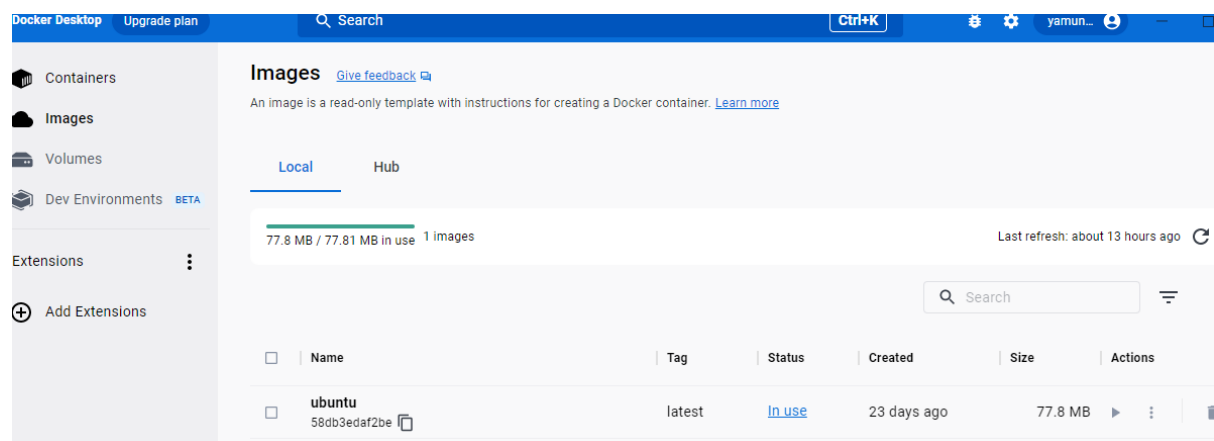 Docker Desktop Upgrade plan Search Ctrl+K yamun...
Containers
Images
Volumes
Dev Environments BETA
Extensions
Add Extensions
Images Give feedback
An image is a read-only template with instructions for creating a Docker container. Learn more
Local Hub
77.8 MB / 77.81 MB in use 1 images Last refresh: about 13 hours ago
Search
Name Tag Status Created Size Actions
ubuntu latest In use 23 days ago 77.8 MB
58db3edaf2be